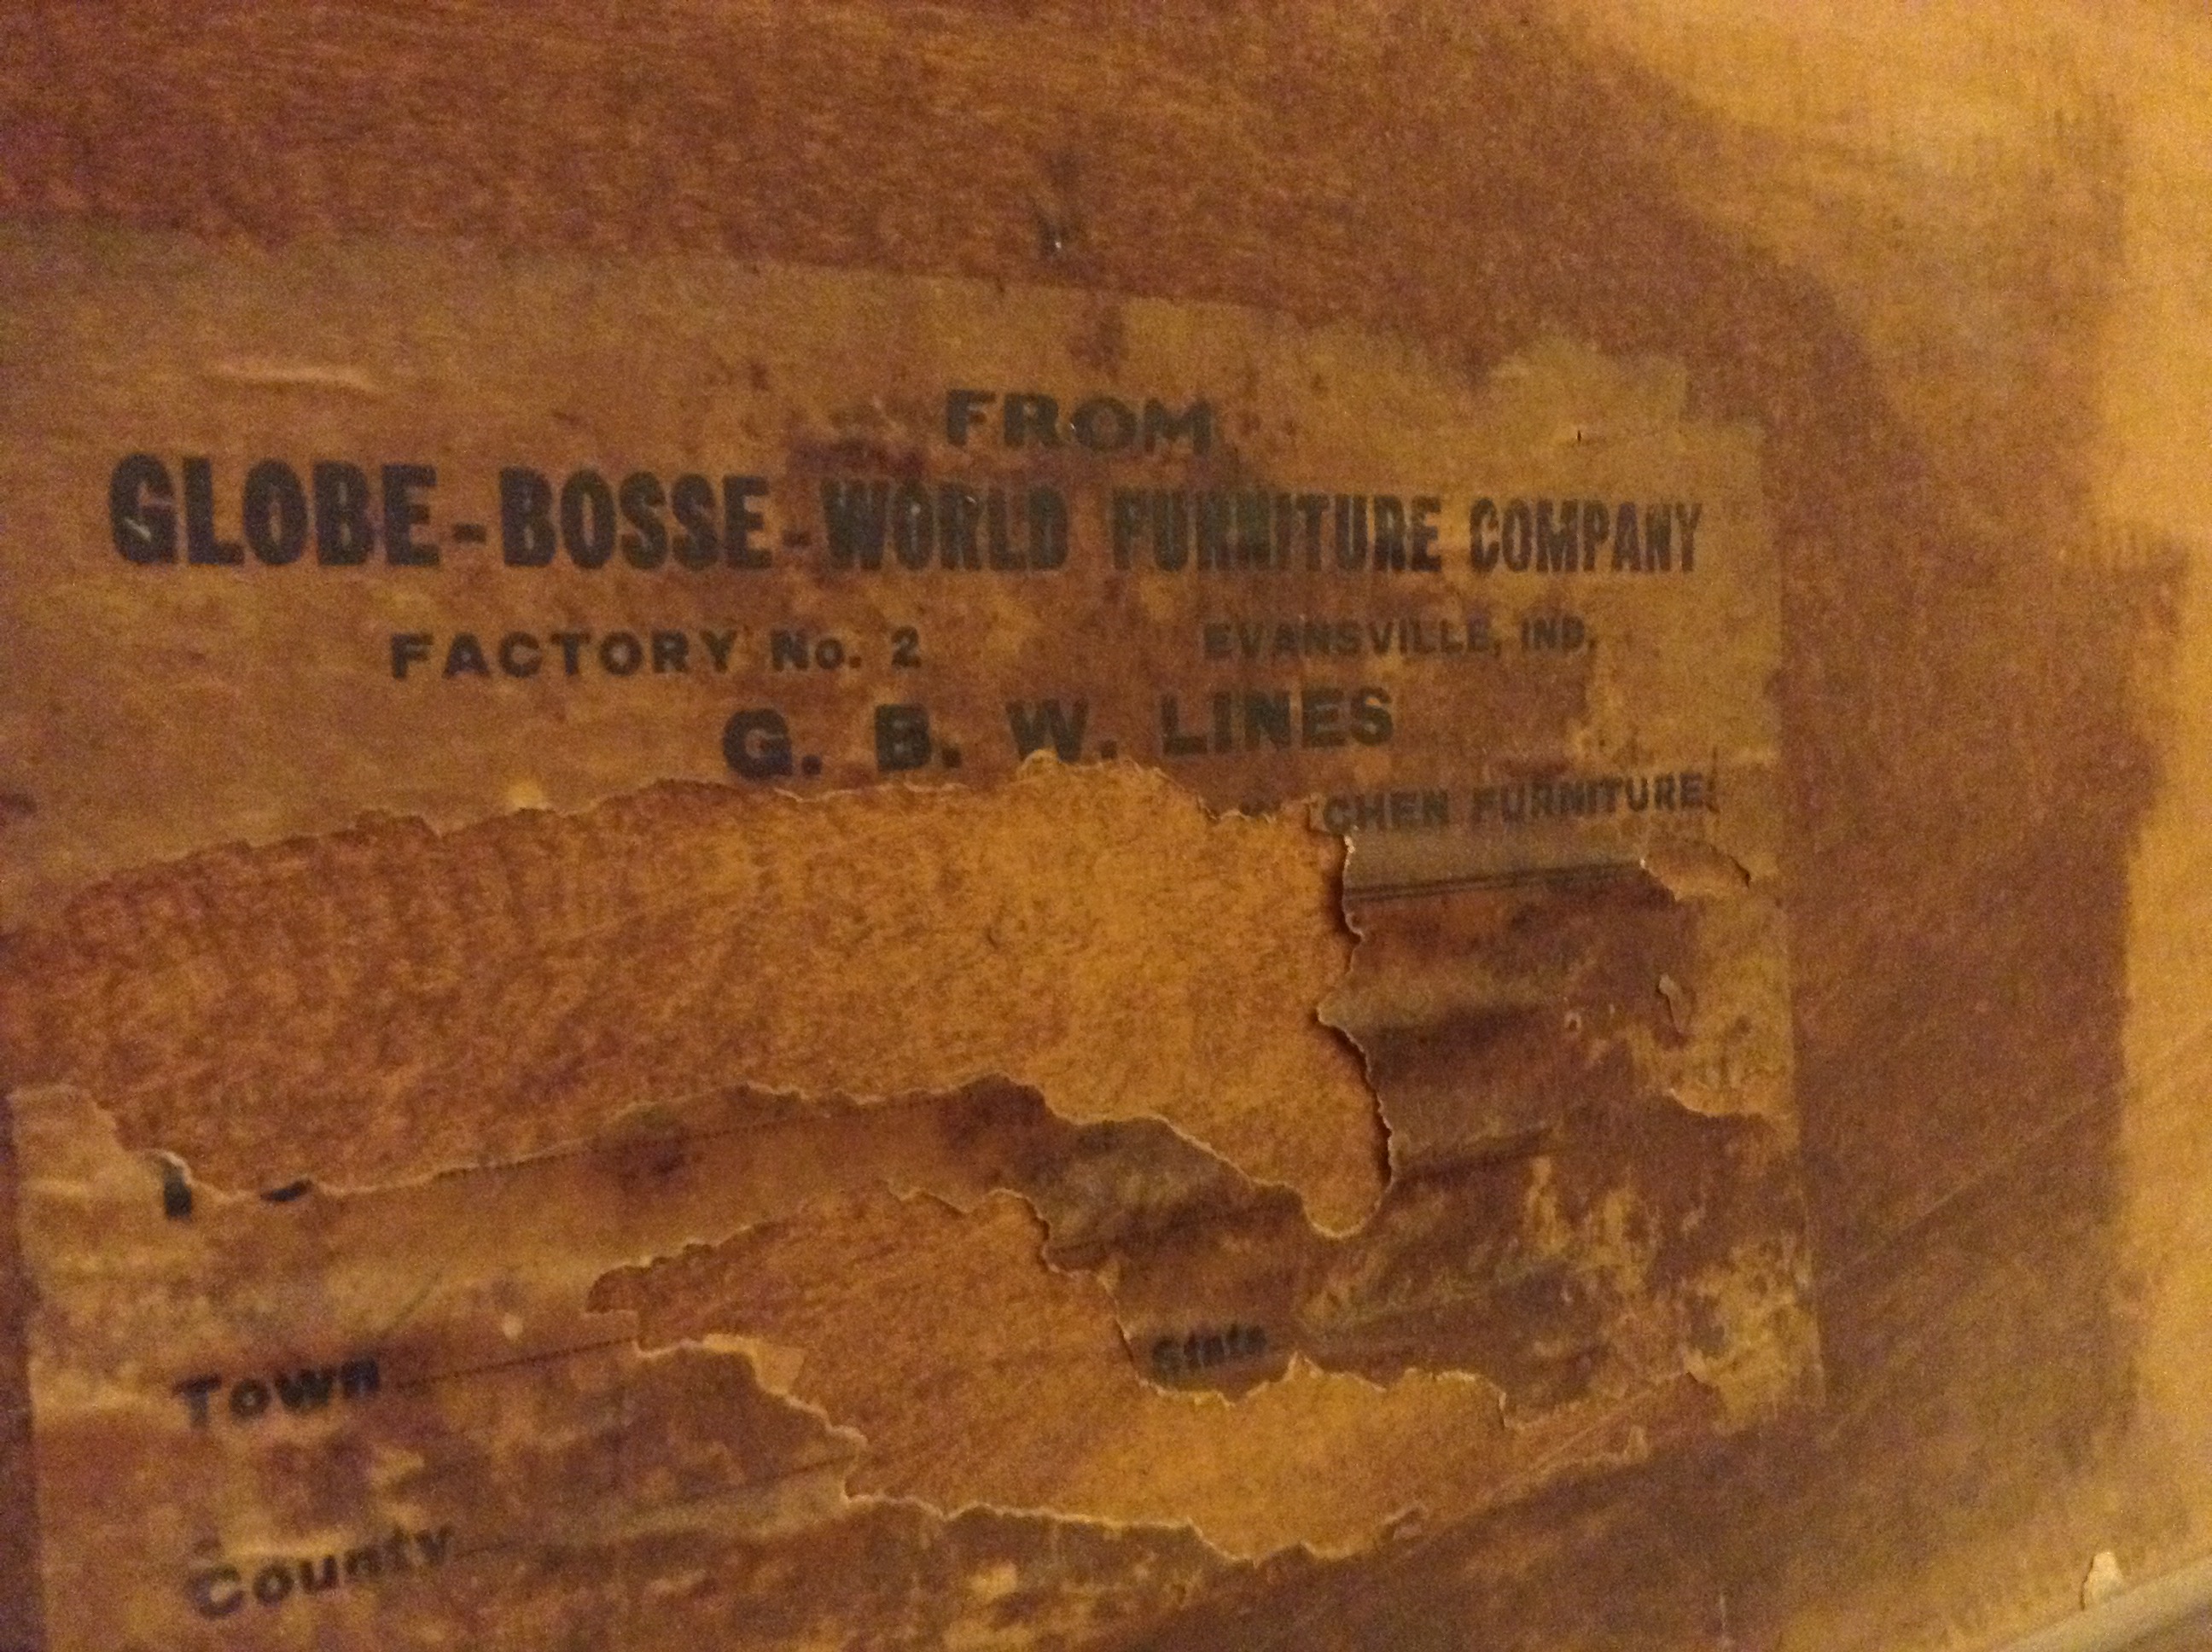 FROM
GLOBE-BOSSE-WORLD FURNITURE COMPANY
FACTORY No. 2 EVANSVILLE, IND.
G. B. W. LINES
CHEN FURNITURE
Town State
County